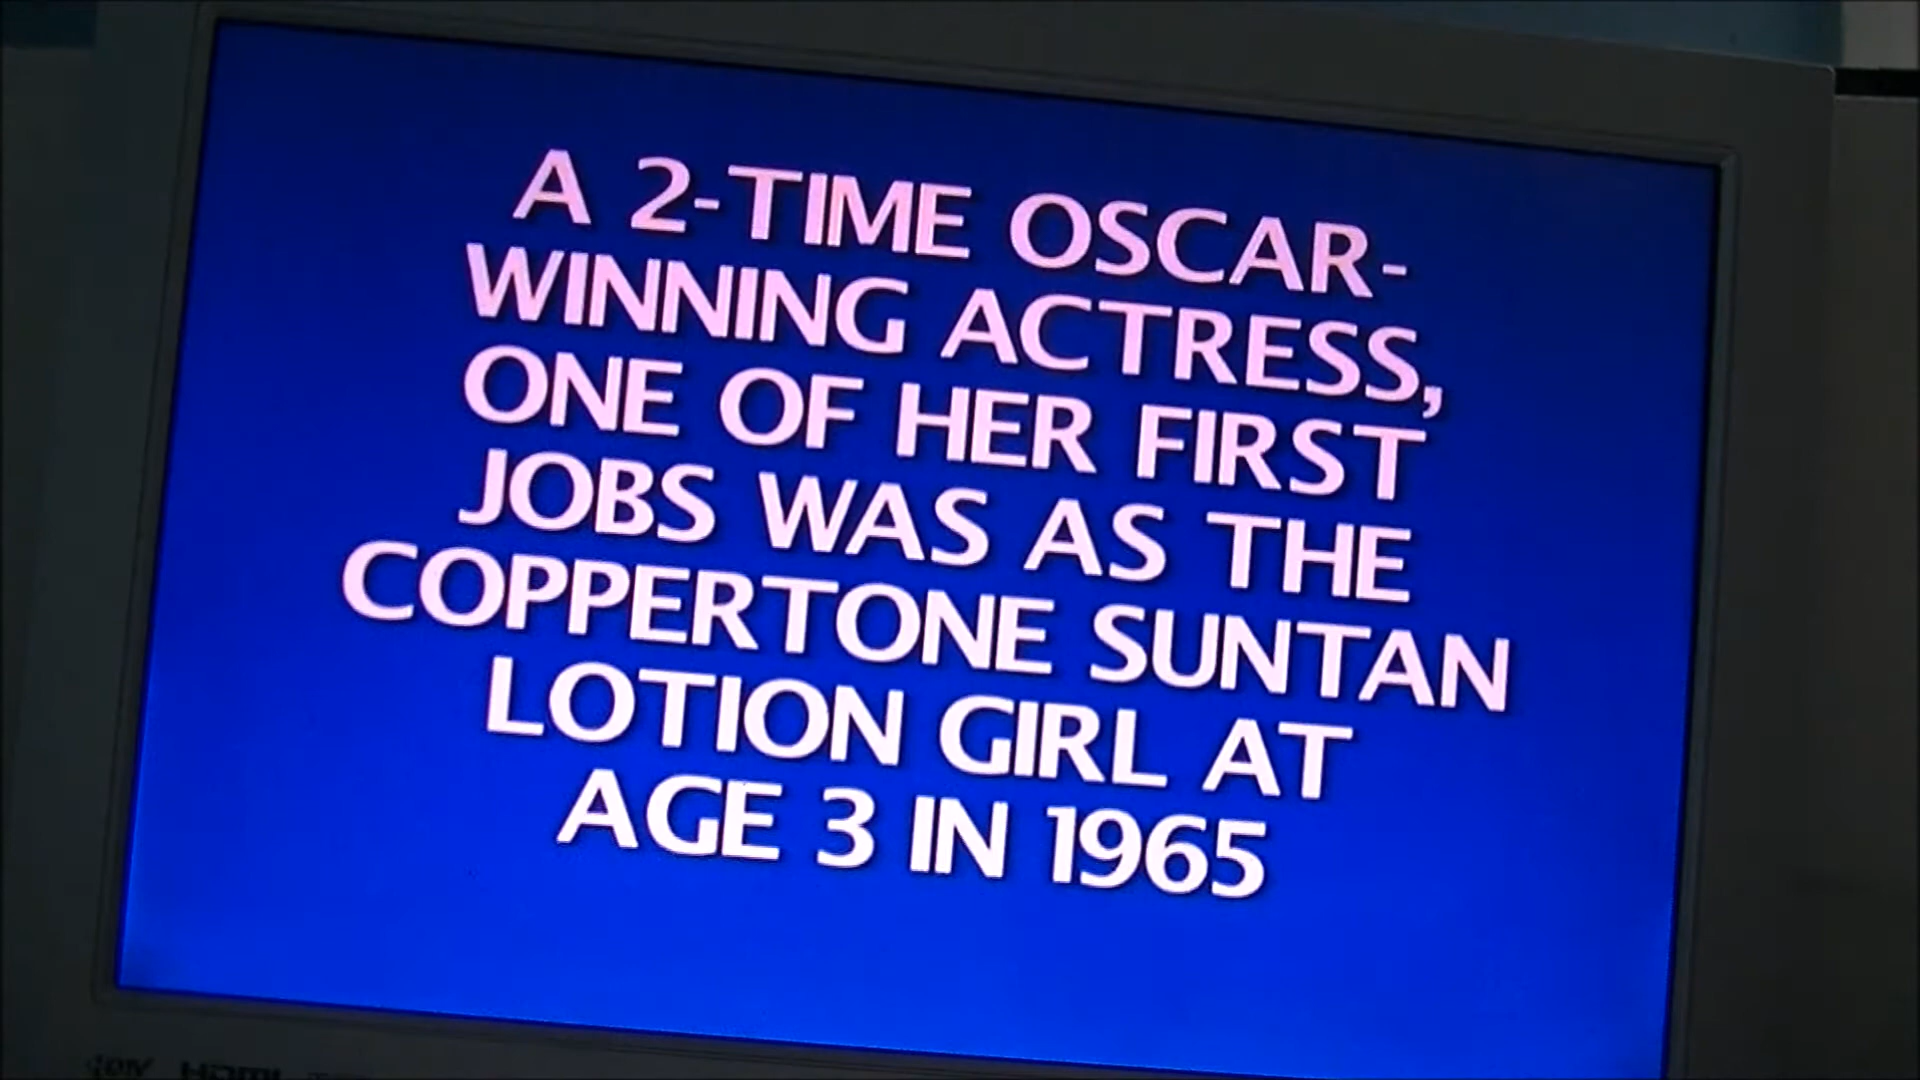 A 2-TIME OSCAR-
WINNING ACTRESS,
ONE OF HER FIRST
JOBS WAS AS THE
COPPERTONE SUNTAN
LOTION GIRL AT
AGE 3 IN 1965
HDMI